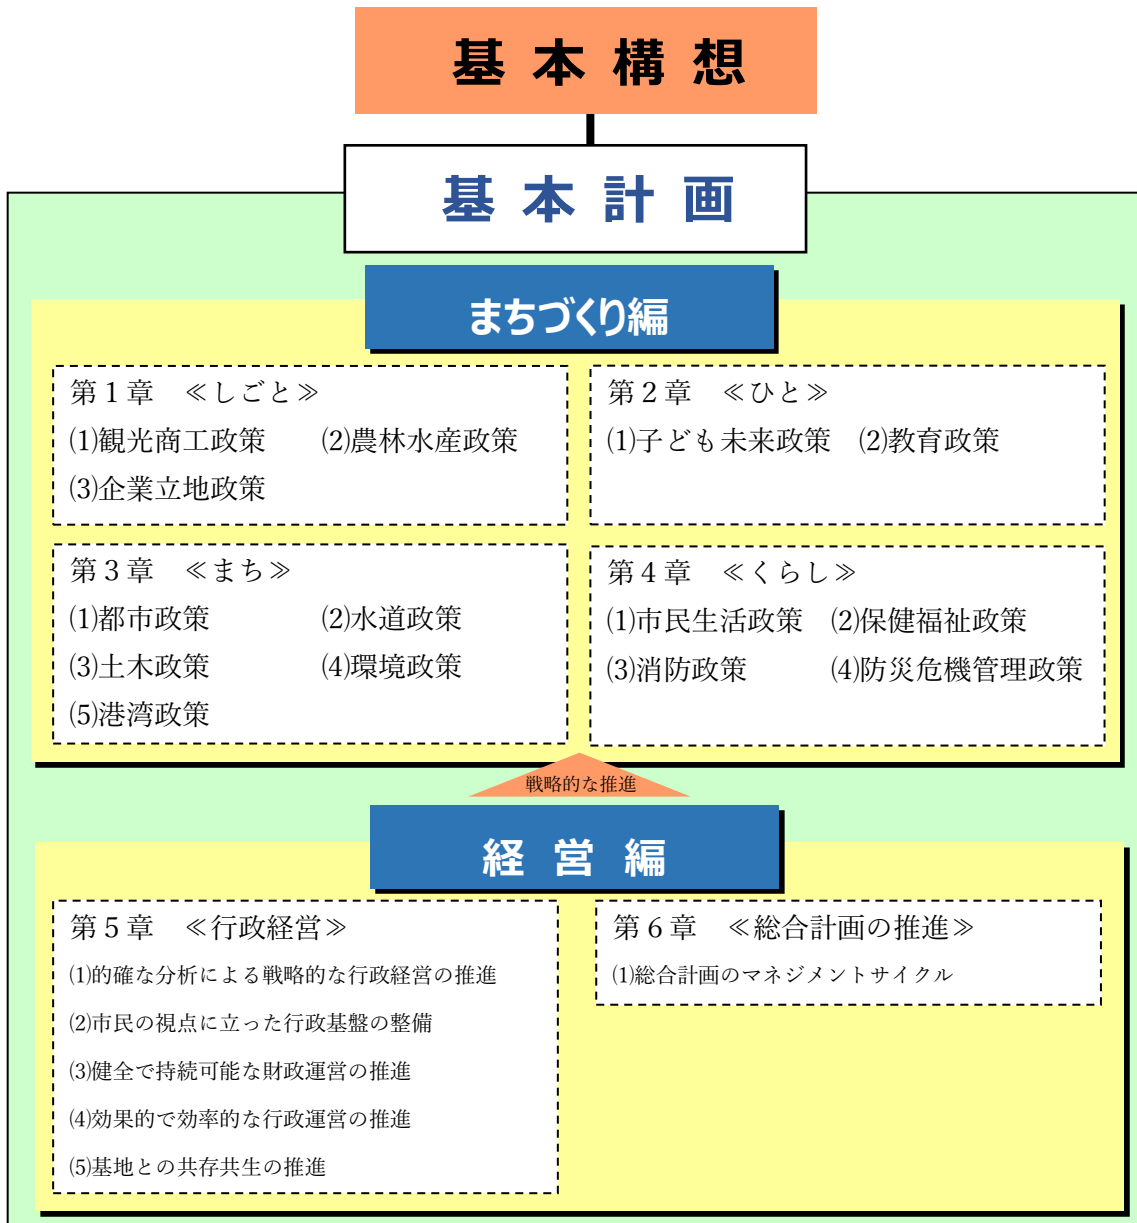 基本構想
基本計画
まちづくり編
第１章　≪しごと≫
⑴観光商工政策　　⑵農林水産政策
⑶企業立地政策
第２章　≪ひと≫
⑴子ども未来政策　⑵教育政策
第３章　≪まち≫
⑴都市政策　　　　⑵水道政策
⑶土木政策　　　　⑷環境政策
⑸港湾政策
第４章　≪くらし≫
⑴市民生活政策　⑵保健福祉政策
⑶消防政策　　　⑷防災危機管理政策
戦略的な推進
経営編
第５章　≪行政経営≫
⑴的確な分析による戦略的な行政経営の推進
⑵市民の視点に立った行政基盤の整備
⑶健全で持続可能な財政運営の推進
⑷効果的で効率的な行政運営の推進
⑸基地との共存共生の推進
第６章　≪総合計画の推進≫
⑴総合計画のマネジメントサイクル